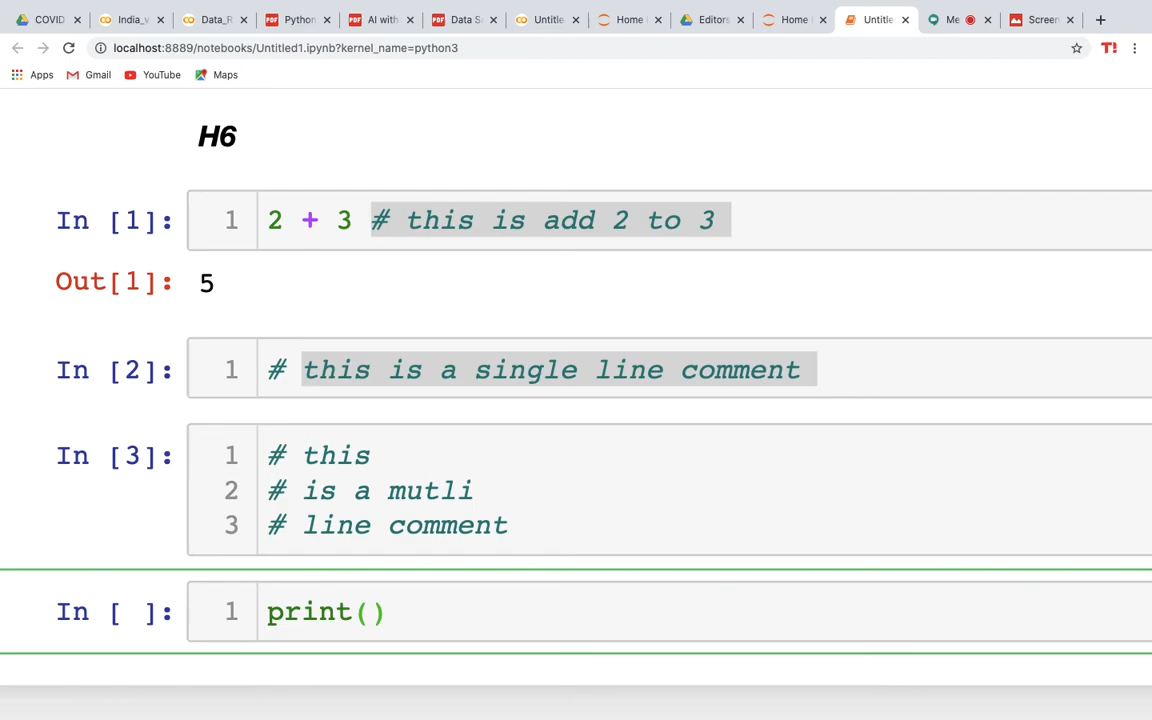 COVID
India_v
Data_R
Python
AI with
Data S
Untitle
Home
Editors
Home
Untitle
Me
Screen
localhost:8889/notebooks/Untitled1.ipynb?kernel_name=python3
T!
Apps
Gmail
YouTube
Maps
H6
In [1]:
1 2 + 3 # this is add 2 to 3
Out[1]: 5
In [2]:
1 # this is a single line comment
In [3]:
1 # this
2 # is a mutli
3 # line comment
In [ ]:
1 print()